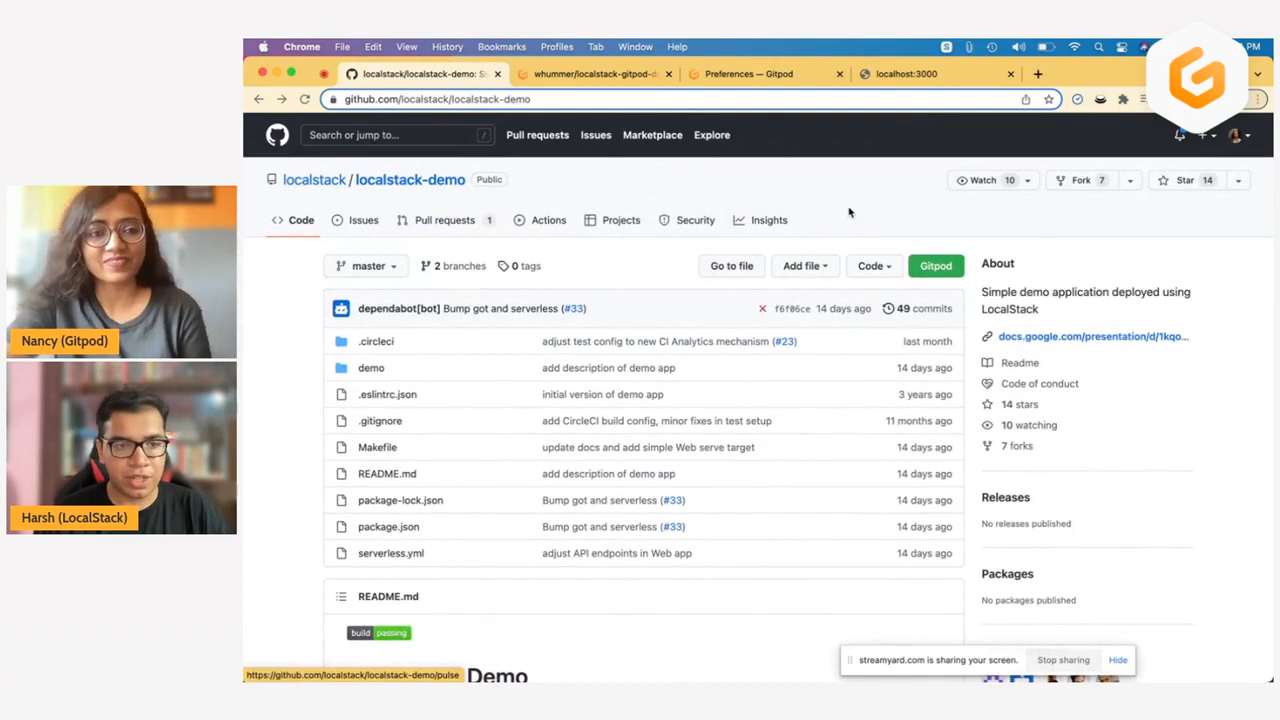 Chrome File Edit View History Bookmarks Profiles Tab Window Help
S
PM
localstack/localstack-demo: S
whummer/localstack-gitpod-d
Preferences — Gitpod
localhost:3000
github.com/localstack/localstack-demo
Search or jump to... /
Pull requests Issues Marketplace Explore
localstack / localstack-demo Public
Watch 10 Fork 7 Star 14
Code Issues Pull requests 1 Actions Projects Security Insights
master 2 branches 0 tags Go to file Add file Code Gitpod
dependabot[bot] Bump got and serverless (#33) f6f06ce 14 days ago 49 commits
.circleci adjust test config to new CI Analytics mechanism (#23) last month
demo add description of demo app 14 days ago
.eslintrc.json initial version of demo app 3 years ago
.gitignore add CircleCI build config, minor fixes in test setup 11 months ago
Makefile update docs and add simple Web serve target 14 days ago
README.md add description of demo app 14 days ago
package-lock.json Bump got and serverless (#33) 14 days ago
package.json Bump got and serverless (#33) 14 days ago
serverless.yml adjust API endpoints in Web app 14 days ago
README.md
build passing
Demo
About
Simple demo application deployed using
LocalStack
docs.google.com/presentation/d/1kqo...
Readme
Code of conduct
14 stars
10 watching
7 forks
Releases
No releases published
Packages
No packages published
streamyard.com is sharing your screen. Stop sharing Hide
https://github.com/localstack/localstack-demo/pulse
Nancy (Gitpod)
Harsh (LocalStack)